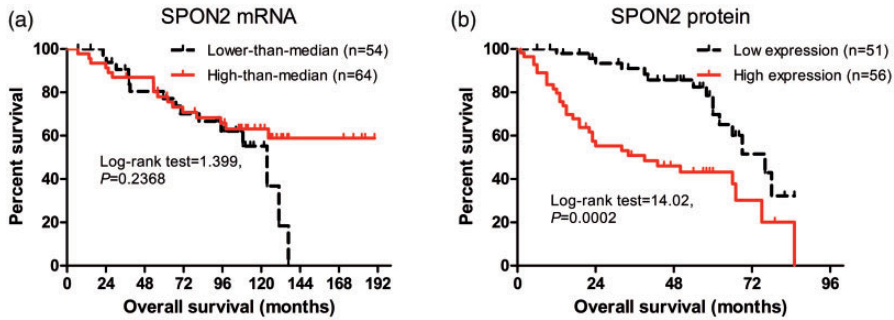 (a)
SPON2 mRNA
Percent survival
100
80
60
40
20
0
Lower-than-median (n=54)
High-than-median (n=64)
Log-rank test=1.399,
P=0.2368
0 24 48 72 96 120 144 168 192
Overall survival (months)
(b)
SPON2 protein
Percent survival
100
80
60
40
20
0
Low expression (n=51)
High expression (n=56)
Log-rank test=14.02,
P=0.0002
0 24 48 72 96
Overall survival (months)